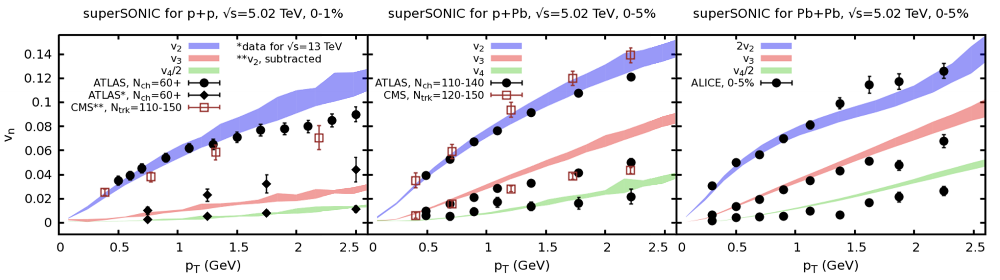 superSONIC for p+p, √s=5.02 TeV, 0-1%
v2
v3
v4/2
*data for √s=13 TeV
**v2, subtracted
ATLAS, Nch=60+
ATLAS*, Nch=60+
CMS**, Ntrk=110-150
0.14
0.12
0.1
0.08
0.06
0.04
0.02
0
vn
0 0.5 1 1.5 2 2.5
pT (GeV)
superSONIC for p+Pb, √s=5.02 TeV, 0-5%
v2
v3
v4
ATLAS, Nch=110-140
CMS, Ntrk=120-150
0 0.5 1 1.5 2 2.5
pT (GeV)
superSONIC for Pb+Pb, √s=5.02 TeV, 0-5%
2v2
v3
v4/2
ALICE, 0-5%
0 0.5 1 1.5 2 2.5
pT (GeV)